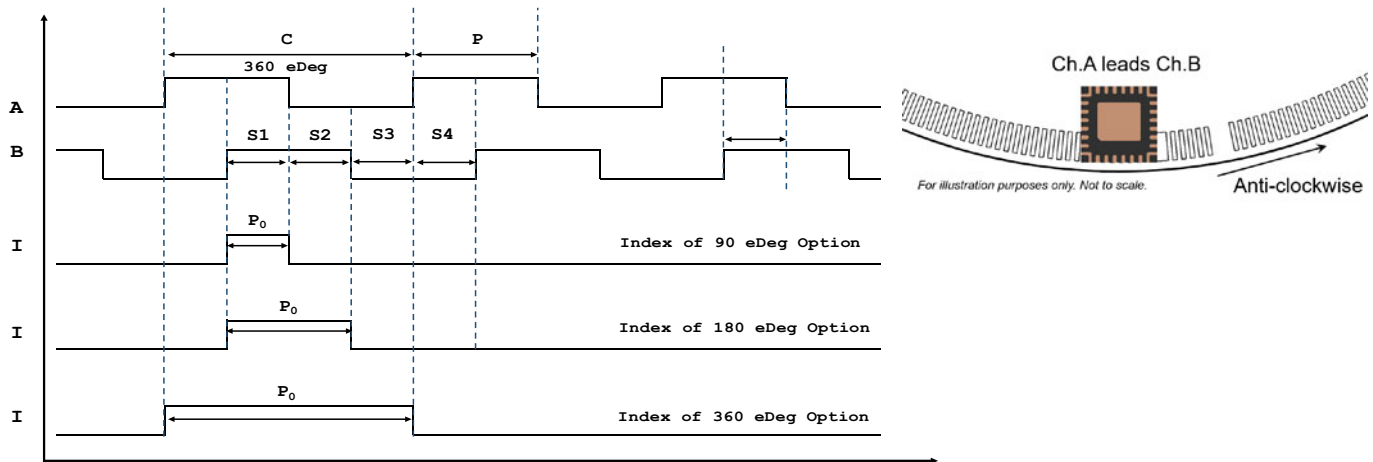 C
P
360 eDeg
A
S1
S2
S3
S4
B
P₀
I
Index of 90 eDeg Option
P₀
I
Index of 180 eDeg Option
P₀
I
Index of 360 eDeg Option
Ch.A leads Ch.B
For illustration purposes only. Not to scale.
Anti-clockwise